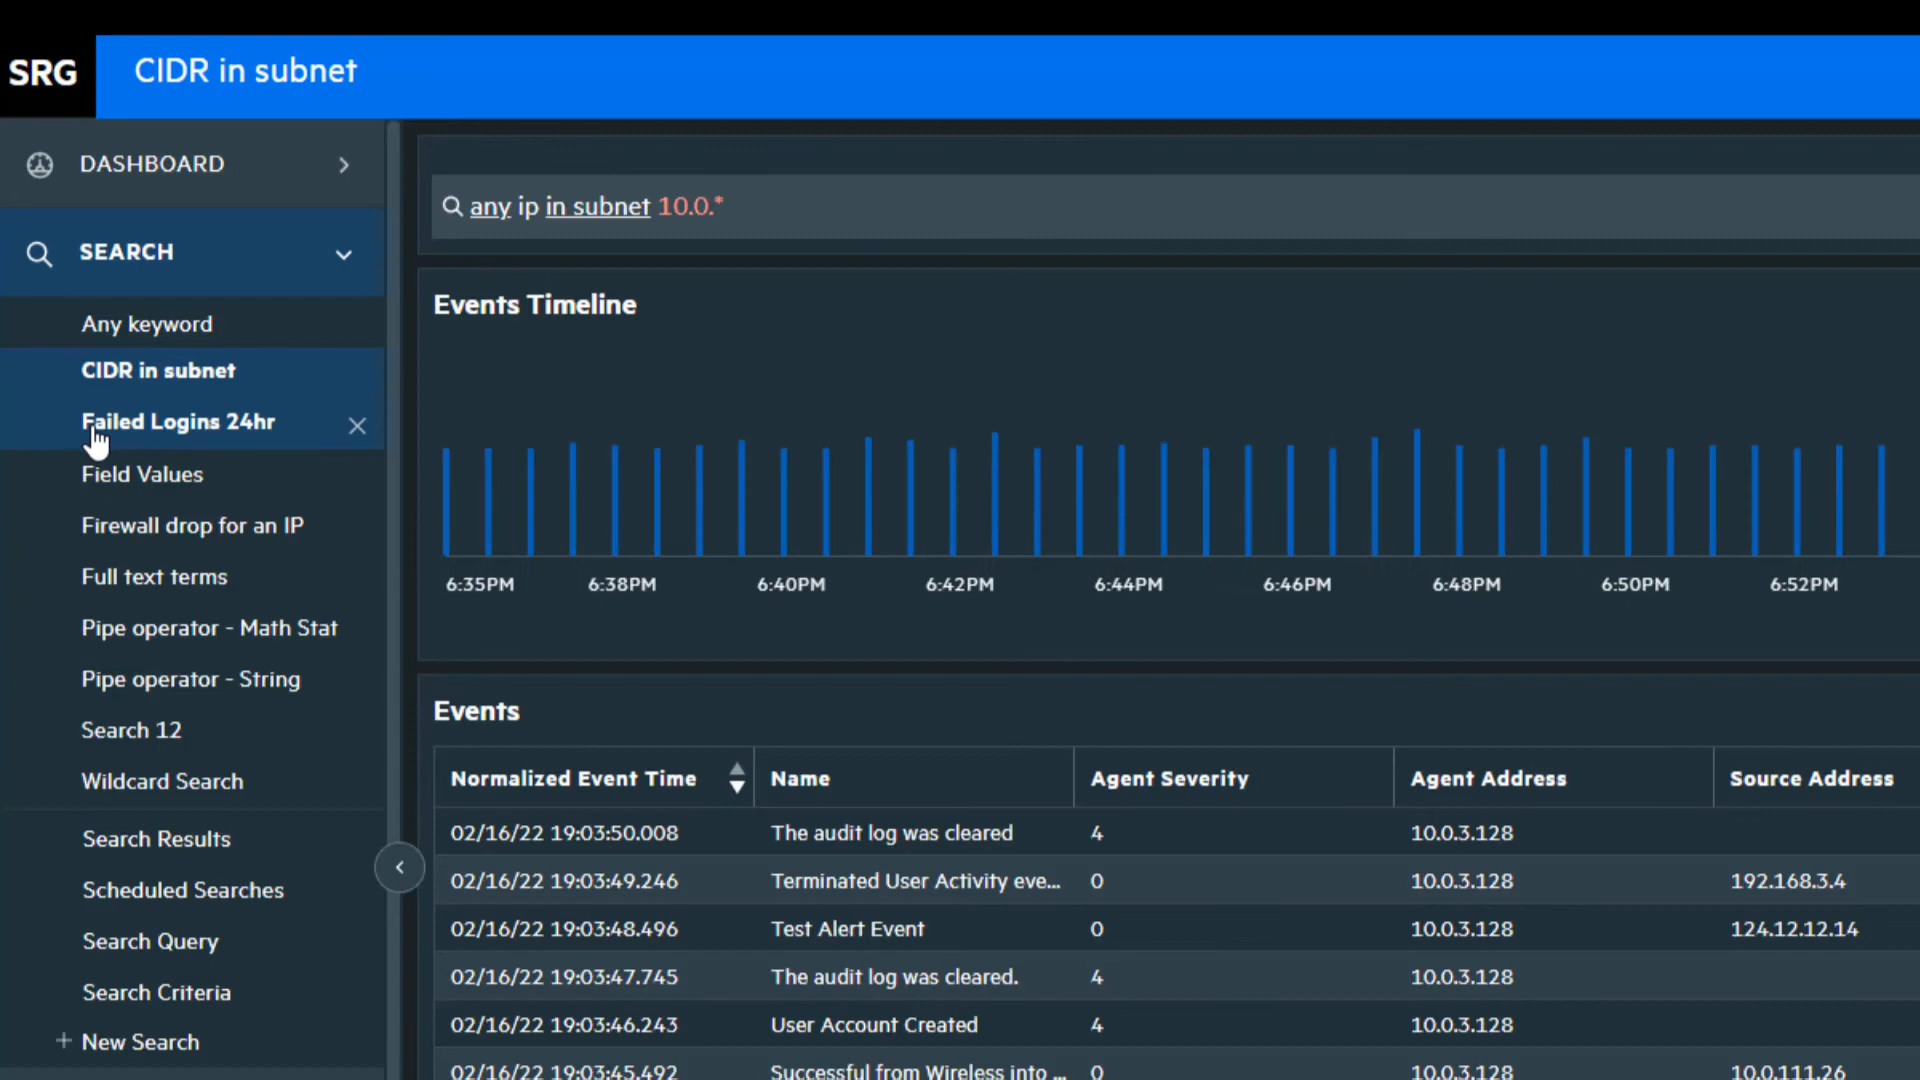 SRG
CIDR in subnet
DASHBOARD
SEARCH
Any keyword
CIDR in subnet
Failed Logins 24hr
Field Values
Firewall drop for an IP
Full text terms
Pipe operator - Math Stat
Pipe operator - String
Search 12
Wildcard Search
Search Results
Scheduled Searches
Search Query
Search Criteria
+ New Search
any ip in subnet 10.0.*
Events Timeline
6:35PM 6:38PM 6:40PM 6:42PM 6:44PM 6:46PM 6:48PM 6:50PM 6:52PM
Events
Normalized Event Time Name Agent Severity Agent Address Source Address
02/16/22 19:03:50.008 The audit log was cleared 4 10.0.3.128
02/16/22 19:03:49.246 Terminated User Activity eve... 0 10.0.3.128 192.168.3.4
02/16/22 19:03:48.496 Test Alert Event 0 10.0.3.128 124.12.12.14
02/16/22 19:03:47.745 The audit log was cleared. 4 10.0.3.128
02/16/22 19:03:46.243 User Account Created 4 10.0.3.128
02/16/22 19:03:45.492 Successful from Wireless into ... 0 10.0.3.128 10.0.111.26